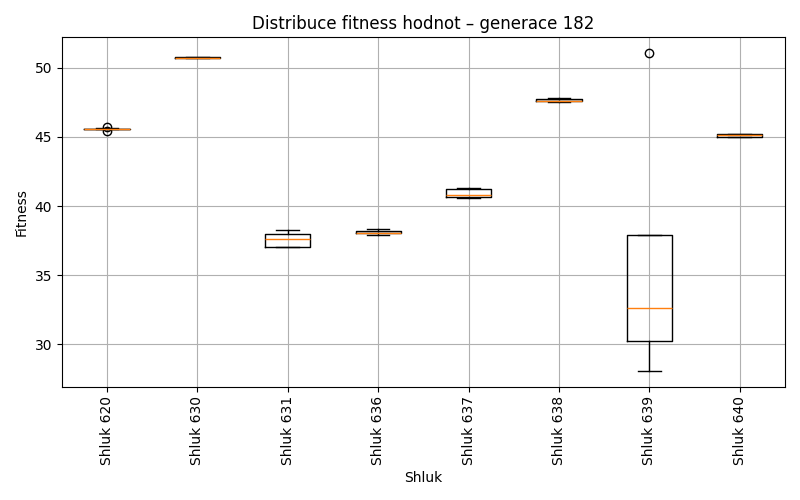 Distribuce fitness hodnot – generace 182
Fitness
50
45
40
35
30
Shluk 620
Shluk 630
Shluk 631
Shluk 636
Shluk 637
Shluk 638
Shluk 639
Shluk 640
Shluk